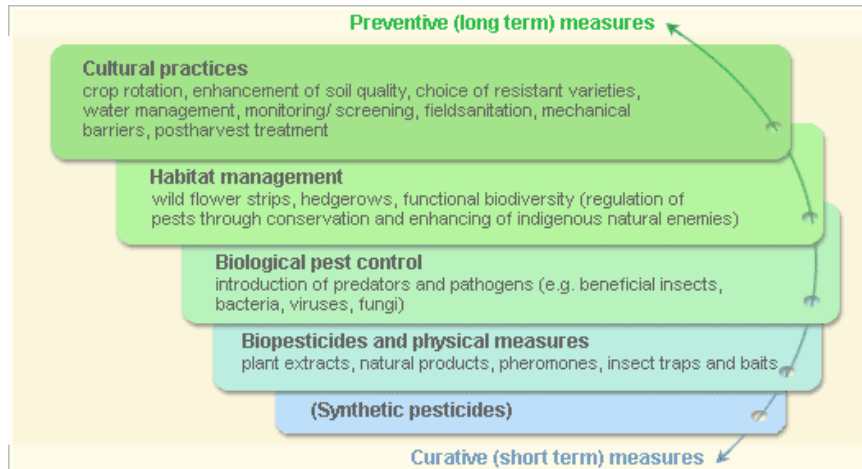 Preventive (long term) measures
Cultural practices
crop rotation, enhancement of soil quality, choice of resistant varieties,
water management, monitoring/ screening, fieldsanitation, mechanical
barriers, postharvest treatment
Habitat management
wild flower strips, hedgerows, functional biodiversity (regulation of
pests through conservation and enhancing of indigenous natural enemies)
Biological pest control
introduction of predators and pathogens (e.g. beneficial insects,
bacteria, viruses, fungi)
Biopesticides and physical measures
plant extracts, natural products, pheromones, insect traps and baits
(Synthetic pesticides)
Curative (short term) measures